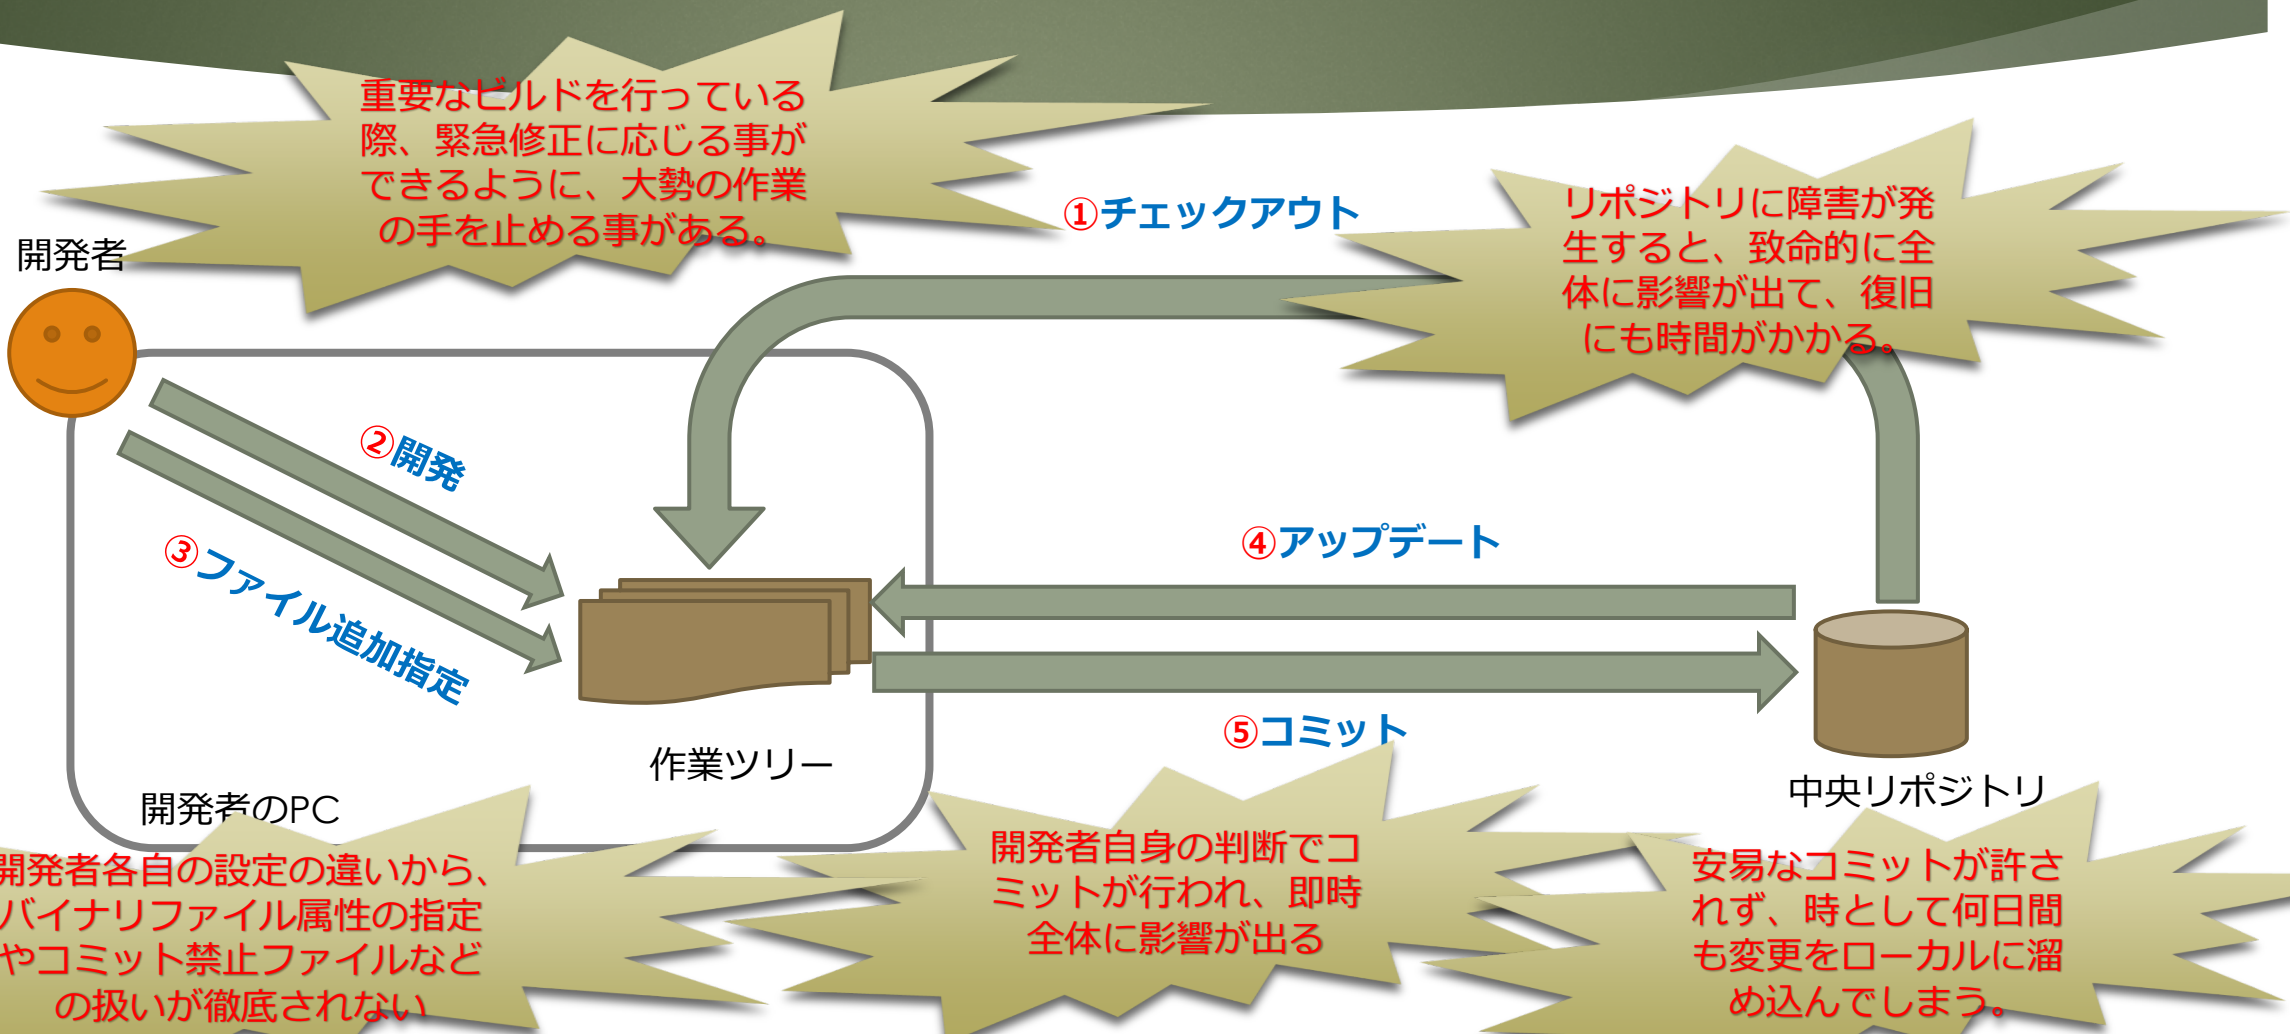 重要なビルドを行っている
際、緊急修正に応じる事が
できるように、大勢の作業
の手を止める事がある。
①チェックアウト
リポジトリに障害が発
生すると、致命的に全
体に影響が出て、復旧
にも時間がかかる。
開発者
②開発
③ファイル追加指定
④アップデート
⑤コミット
作業ツリー
開発者のPC
中央リポジトリ
開発者各自の設定の違いから、
バイナリファイル属性の指定
やコミット禁止ファイルなど
の扱いが徹底されない
開発者自身の判断でコ
ミットが行われ、即時
全体に影響が出る
安易なコミットが許さ
れず、時として何日間
も変更をローカルに溜
め込んでしまう。